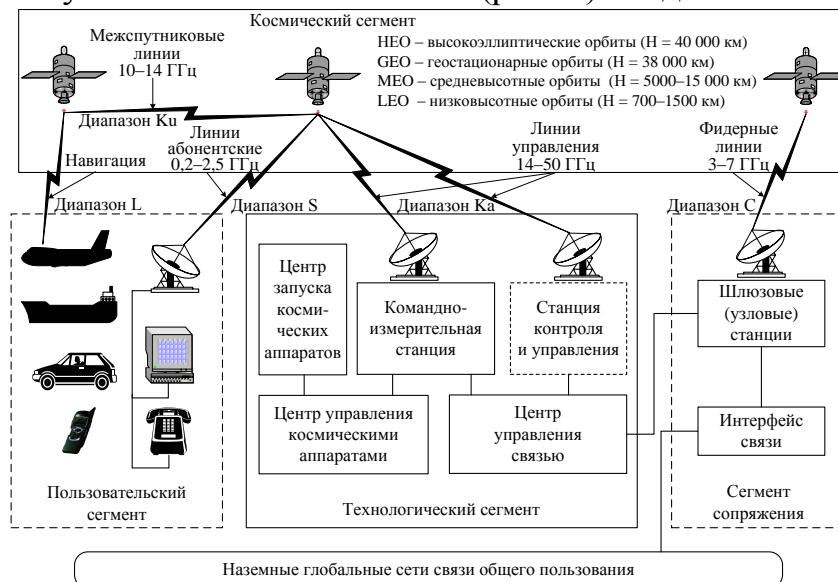 Космический сегмент
Межспутниковые
линии
10–14 ГГц
HEO – высокоэллиптические орбиты (H = 40 000 км)
GEO – геостационарные орбиты (H = 38 000 км)
MEO – средневысотные орбиты (H = 5000–15 000 км)
LEO – низковысотные орбиты (H = 700–1500 км)
Диапазон Ku
Линии
абонентские
0,2–2,5 ГГц
Линии
управления
14–50 ГГц
Фидерные
линии
3–7 ГГц
Навигация
Диапазон L
Диапазон S
Диапазон Ka
Диапазон C
Центр
запуска
косми-
ческих
аппаратов
Командно-
измерительная
станция
Станция
контроля
и управления
Шлюзовые
(узловые)
станции
Центр управления
космическими
аппаратами
Центр
управления
связью
Интерфейс
связи
Пользовательский
сегмент
Технологический сегмент
Сегмент
сопряжения
Наземные глобальные сети связи общего пользования